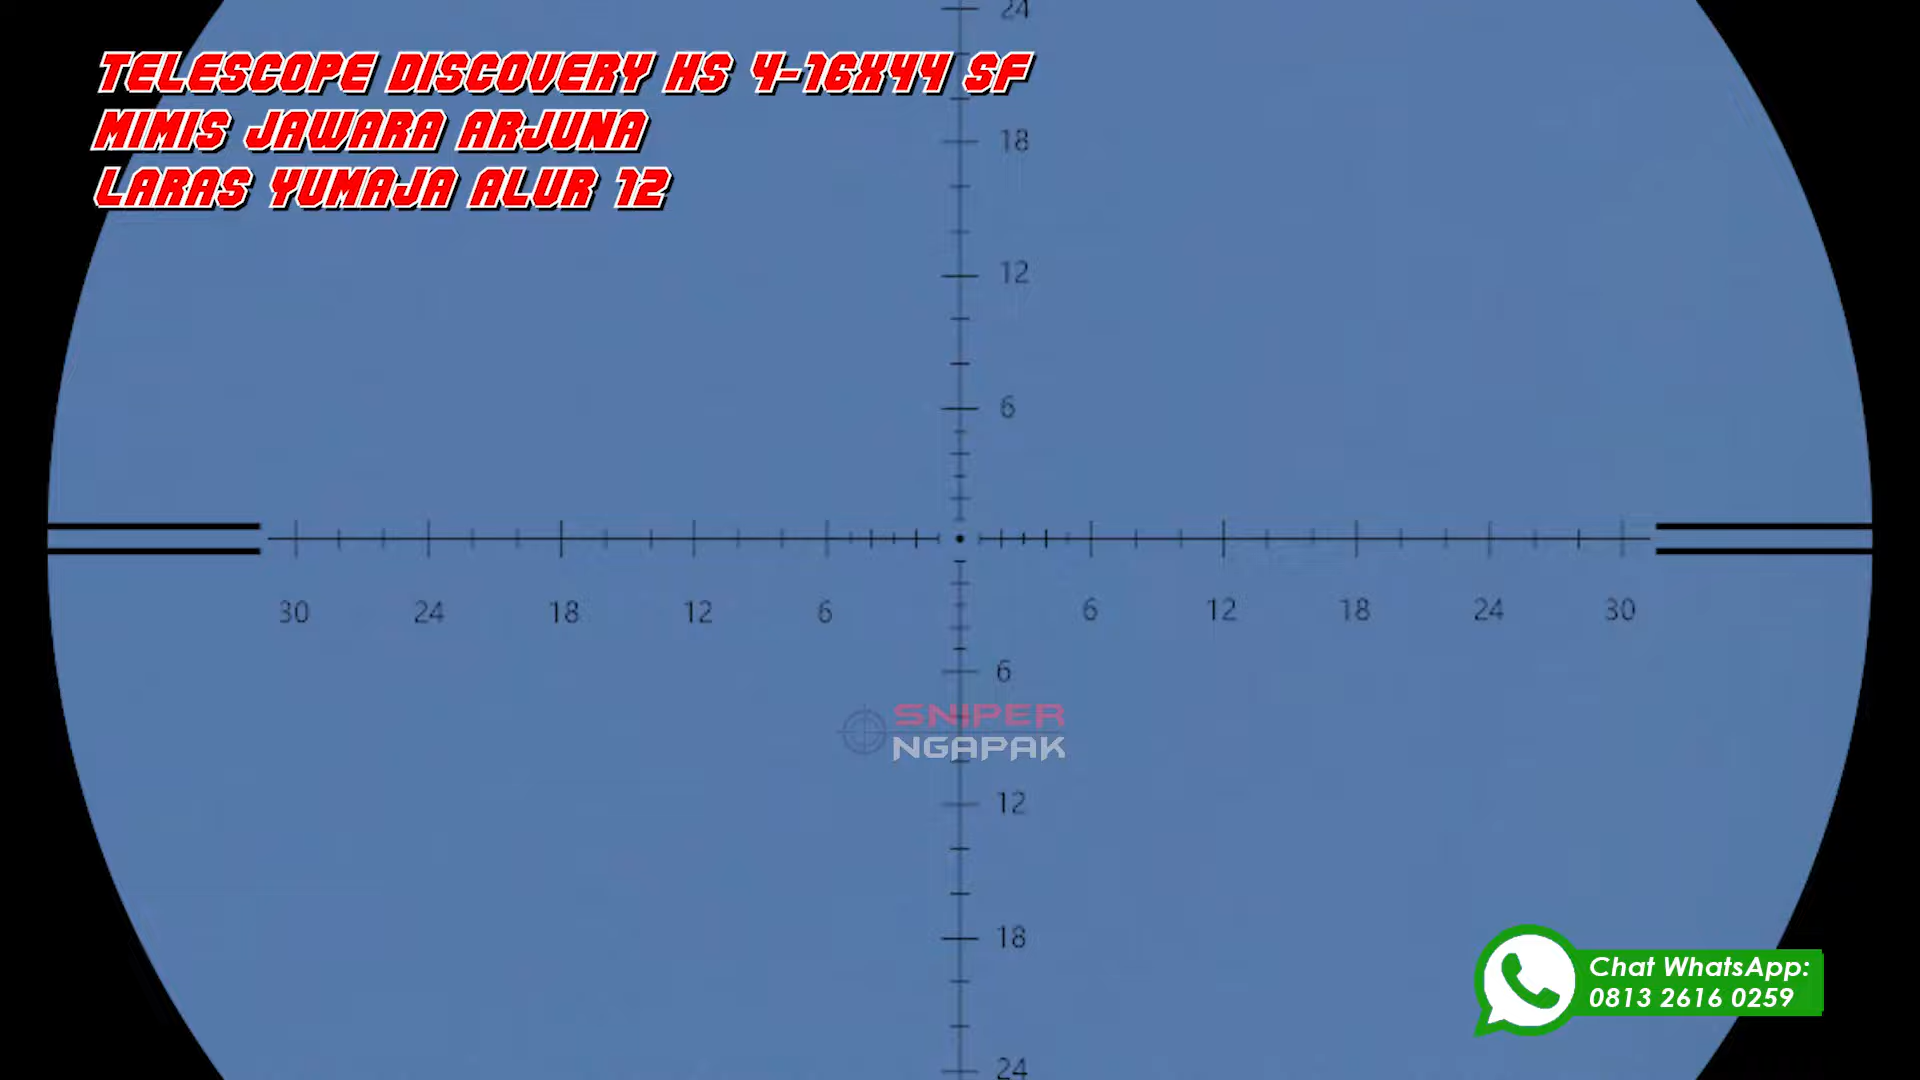 TELESCOPE DISCOVERY HS 4-16X44 SF
MIMIS JAWARA ARJUNA
LARAS YUMAJA ALUR 12
24
18
12
6
30 24 18 12 6 6 12 18 24 30
6
SNIPER
NGAPAK
12
18
24
Chat WhatsApp:
0813 2616 0259